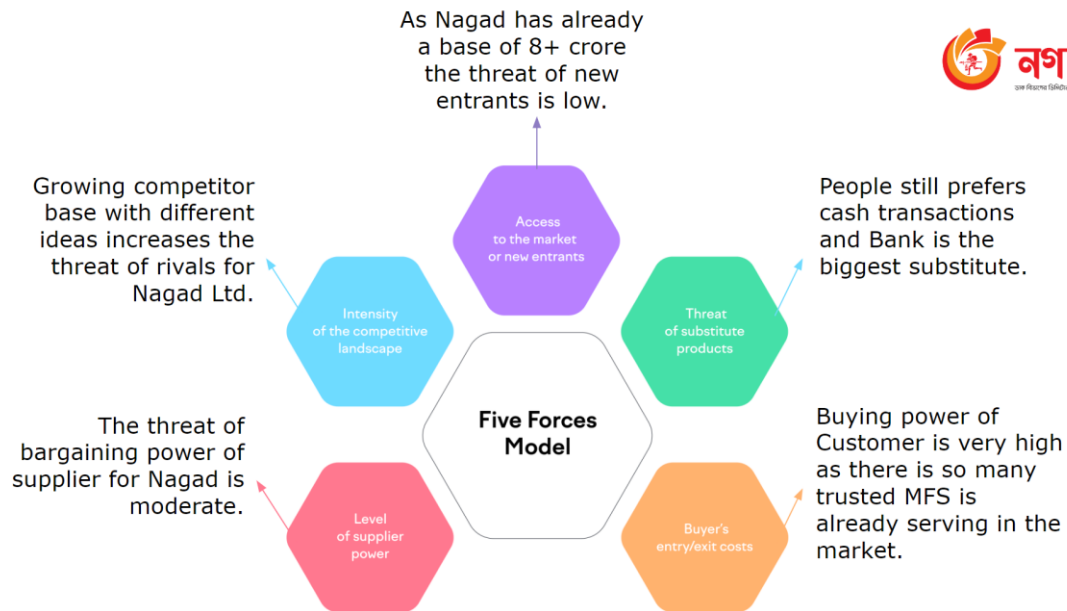 As Nagad has already
a base of 8+ crore
the threat of new
entrants is low.
নগ
Growing competitor
base with different
ideas increases the
threat of rivals for
Nagad Ltd.
Access
to the market
or new entrants
People still prefers
cash transactions
and Bank is the
biggest substitute.
Intensity
of the competitive
landscape
Threat
of substitute
products
Five Forces
Model
The threat of
bargaining power of
supplier for Nagad is
moderate.
Level
of supplier
power
Buyer's
entry/exit costs
Buying power of
Customer is very high
as there is so many
trusted MFS is
already serving in the
market.